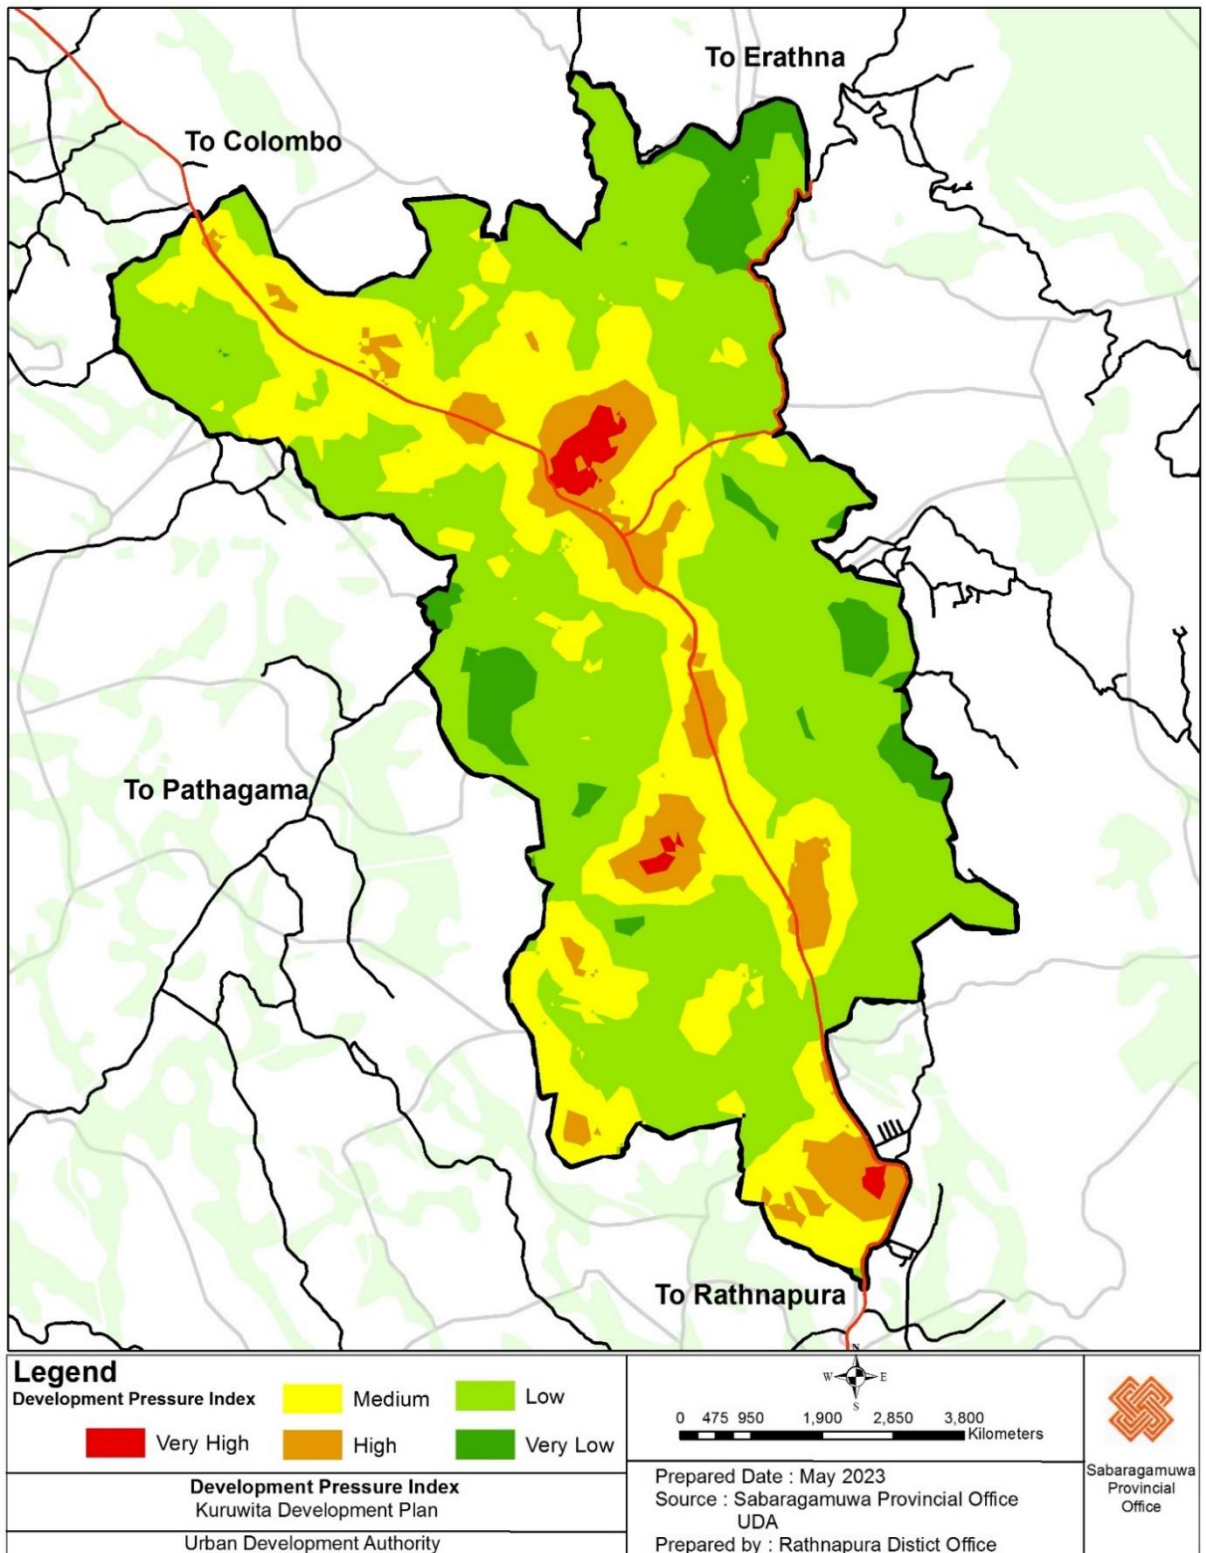 To Erathna
To Colombo
To Pathagama
To Rathnapura
Legend
Development Pressure Index
Medium
Low
Very High
High
Very Low
Development Pressure Index
Kuruwita Development Plan
Urban Development Authority
N
W E
S
0 475 950 1,900 2,850 3,800
Kilometers
Prepared Date : May 2023
Source : Sabaragamuwa Provincial Office
UDA
Prepared by : Rathnapura Distict Office
Sabaragamuwa
Provincial
Office